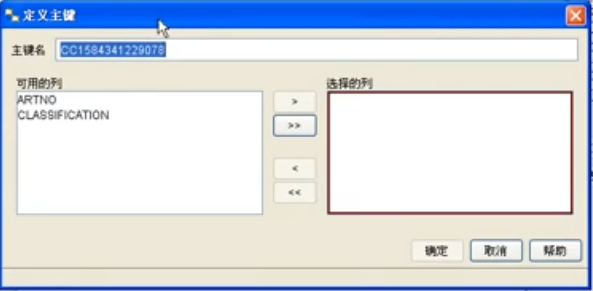 定义主键
主键名 CC1584341229078
可用的列
选择的列
ARTNO
CLASSIFICATION
>
>>
<
<<
确定 取消 帮助